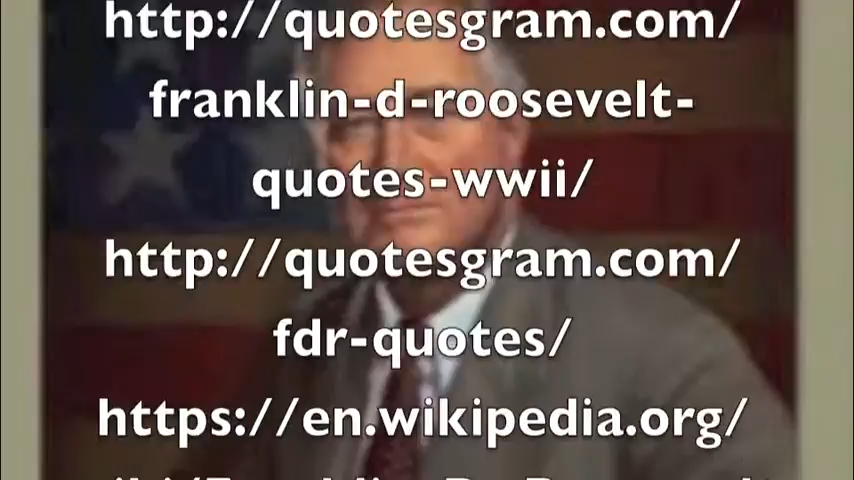 http://quotesgram.com/
franklin-d-roosevelt-
quotes-wwii/
http://quotesgram.com/
fdr-quotes/
https://en.wikipedia.org/